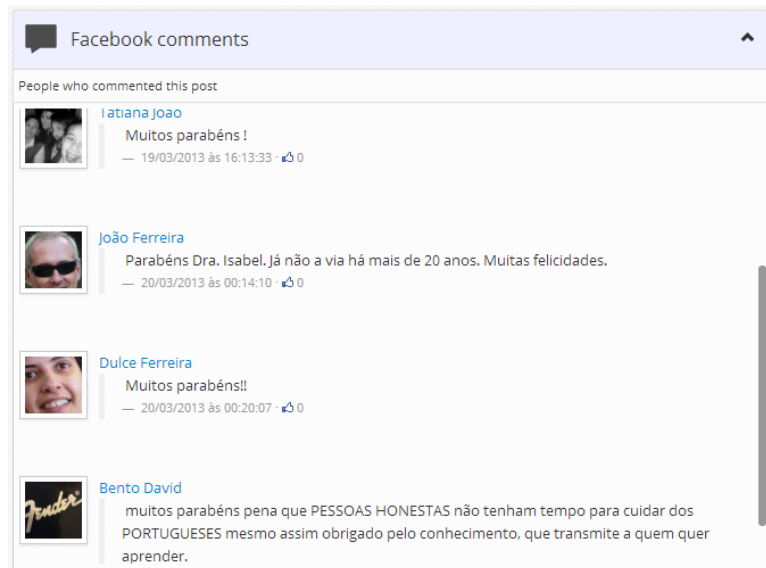 Facebook comments
People who commented this post
Tatiana João
Muitos parabéns !
— 19/03/2013 às 16:13:33 · 0
João Ferreira
Parabéns Dra. Isabel. Já não a via há mais de 20 anos. Muitas felicidades.
— 20/03/2013 às 00:14:10 · 0
Dulce Ferreira
Muitos parabéns!!
— 20/03/2013 às 00:20:07 · 0
Fender
Bento David
muitos parabéns pena que PESSOAS HONESTAS não tenham tempo para cuidar dos
PORTUGUESES mesmo assim obrigado pelo conhecimento, que transmite a quem quer
aprender.